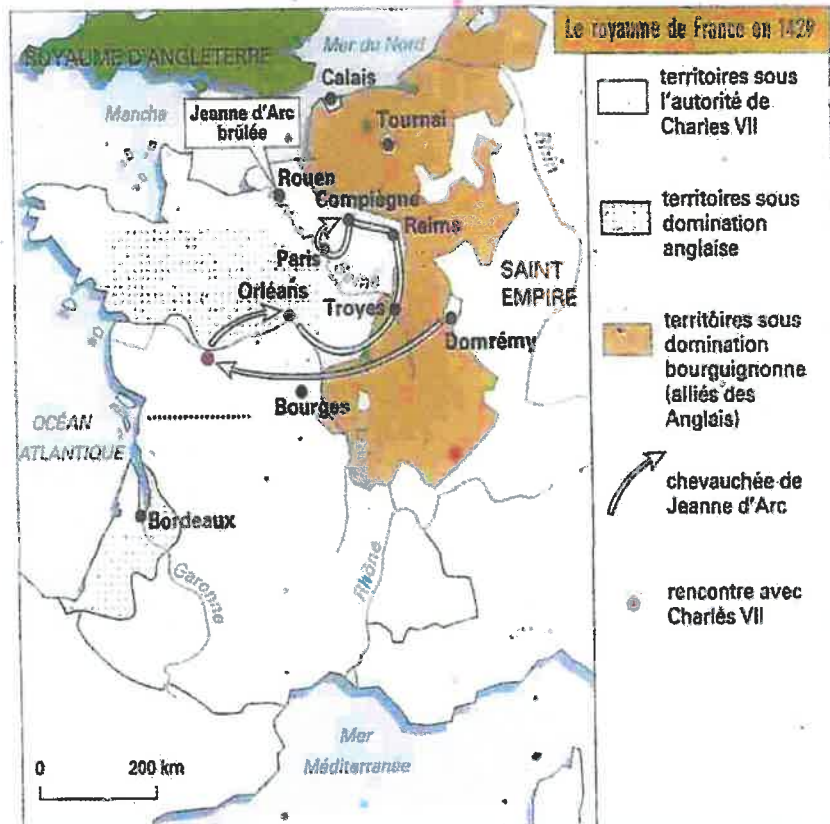 Le royaume de France en 1429
ROYAUME D'ANGLETERRE
Mer du Nord
Calais
Manche
Jeanne d'Arc
brûlée
Tournai
Rhin
Rouen
Compiègne
Reims
Paris
SAINT
EMPIRE
Orléans
Troyes
Domrémy
Bourges
OCÉAN
ATLANTIQUE
Bordeaux
Garonne
Rhône
Mer
Méditerranée
0 200 km
territoires sous
l'autorité de
Charles VII
territoires sous
domination
anglaise
territoires sous
domination
bourguignonne
(alliés des
Anglais)
chevauchée de
Jeanne d'Arc
rencontre avec
Charles VII